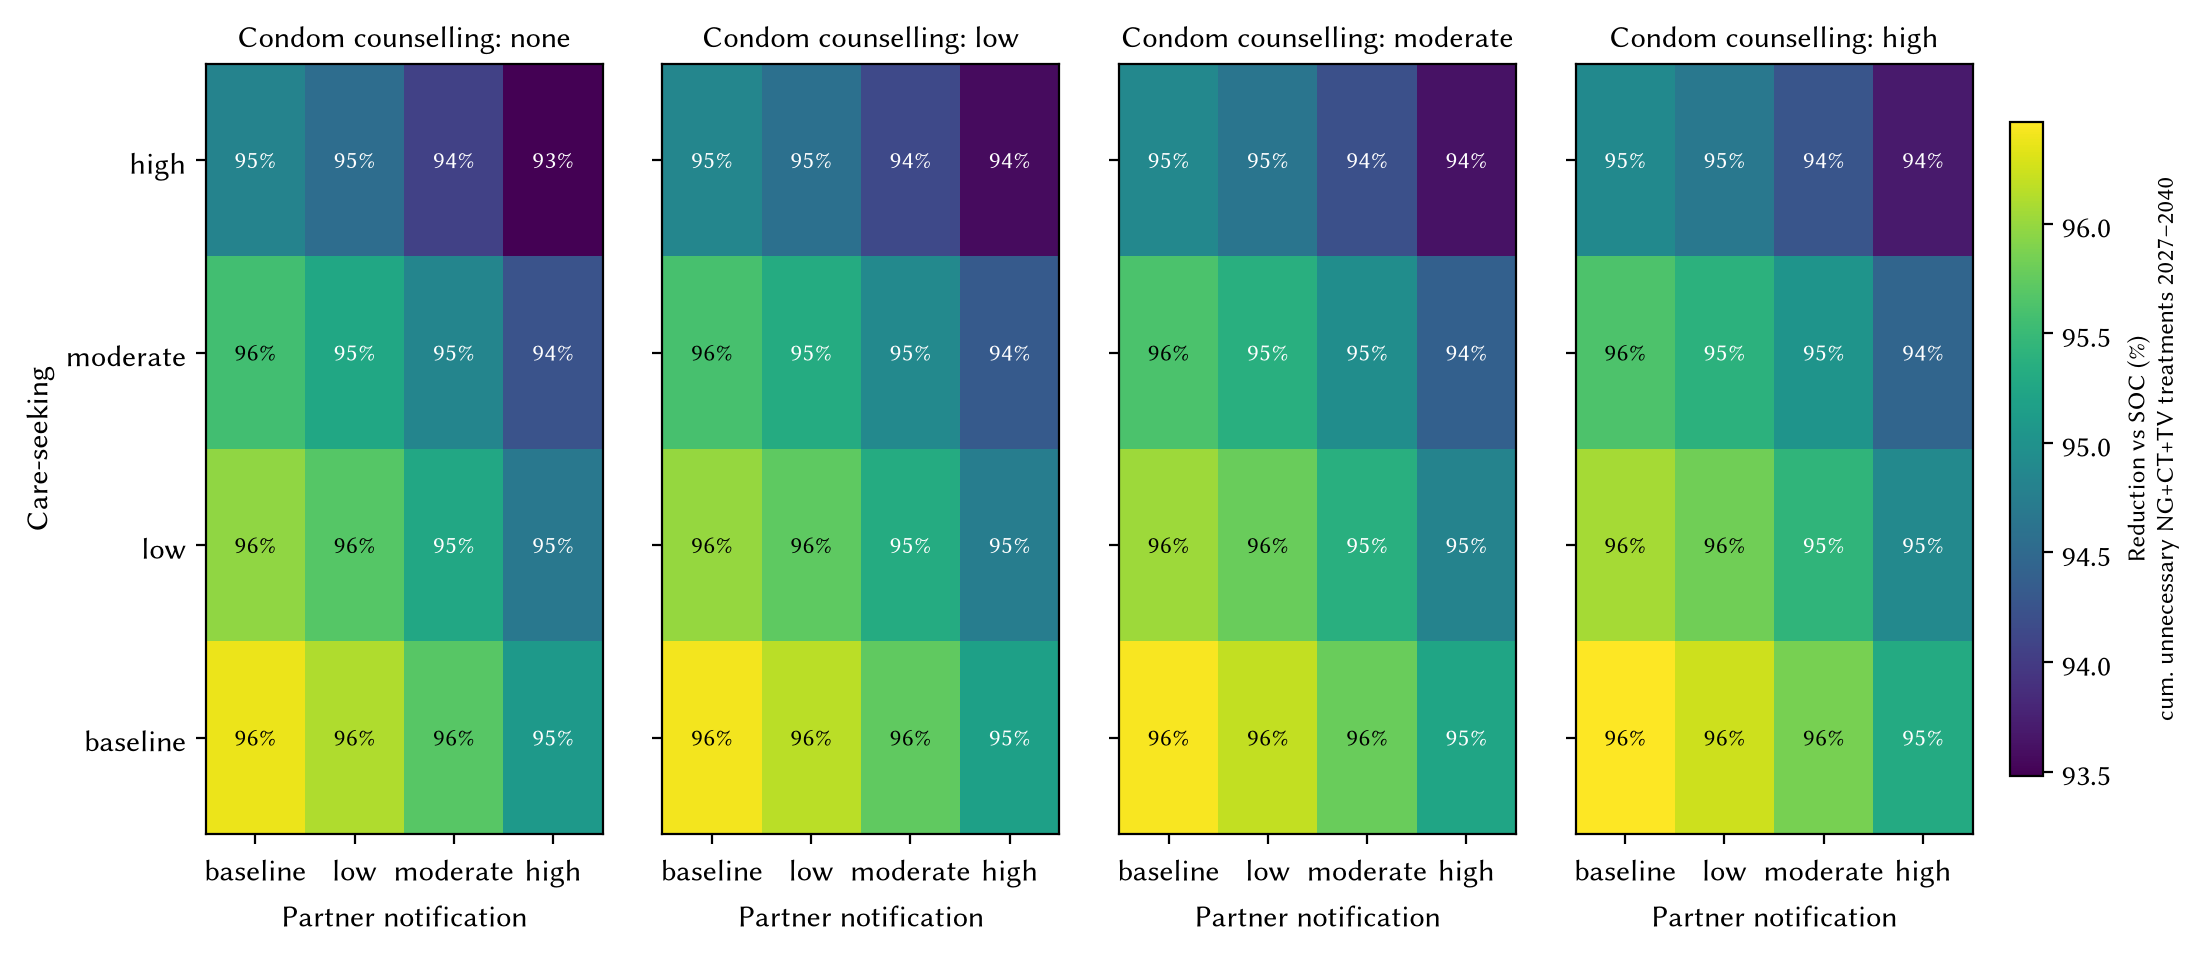 Condom counselling: none
Condom counselling: low
Condom counselling: moderate
Condom counselling: high
Care-seeking
high
95% 95% 94% 93%
95% 95% 94% 94%
95% 95% 94% 94%
95% 95% 94% 94%
moderate
96% 95% 95% 94%
96% 95% 95% 94%
96% 95% 95% 94%
96% 95% 95% 94%
low
96% 96% 95% 95%
96% 96% 95% 95%
96% 96% 95% 95%
96% 96% 95% 95%
baseline
96% 96% 96% 95%
96% 96% 96% 95%
96% 96% 96% 95%
96% 96% 96% 95%
baseline low moderate high
baseline low moderate high
baseline low moderate high
baseline low moderate high
Partner notification
Partner notification
Partner notification
Partner notification
96.0
95.5
95.0
94.5
94.0
93.5
Reduction vs SOC (%)
cum. unnecessary NG+CT+TV treatments 2027–2040